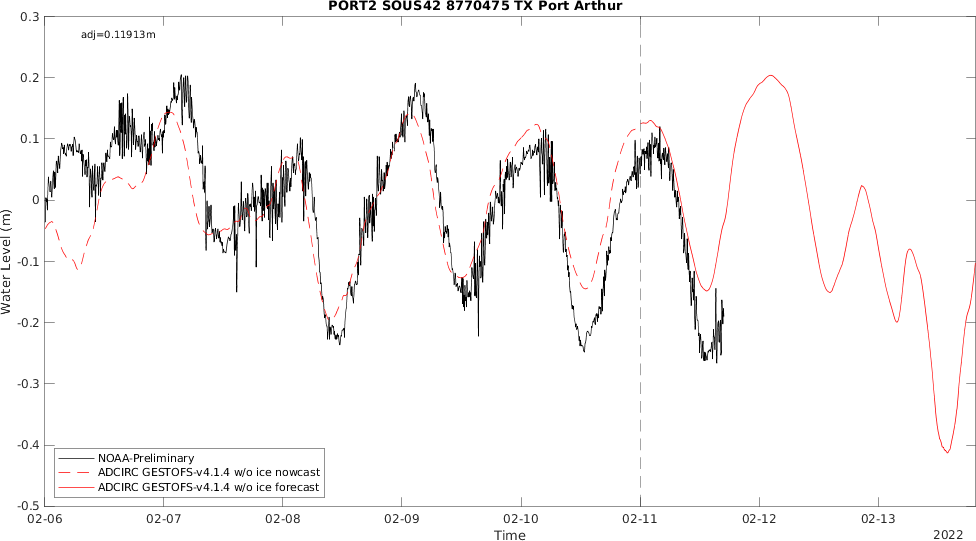 PORT2 SOUS42 8770475 TX Port Arthur
adj=0.11913m
0.3
0.2
0.1
0
-0.1
-0.2
-0.3
-0.4
-0.5
Water Level (m)
NOAA-Preliminary
ADCIRC GESTOFS-v4.1.4 w/o ice nowcast
ADCIRC GESTOFS-v4.1.4 w/o ice forecast
02-06 02-07 02-08 02-09 02-10 02-11 02-12 02-13
Time
2022